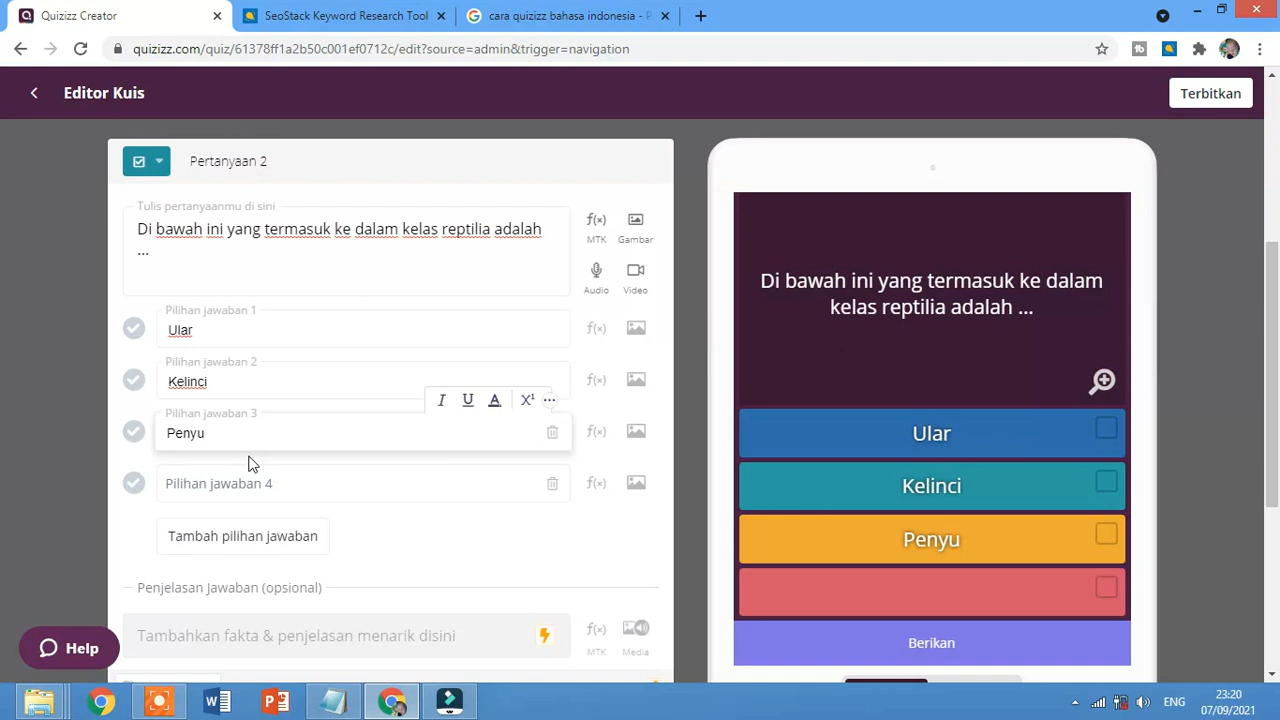 Quizizz Creator
SeoStack Keyword Research Tool
cara quizizz bahasa indonesia - P
quizizz.com/quiz/61378ff1a2b50c001ef0712c/edit?source=admin&trigger=navigation
Editor Kuis
Terbitkan
Pertanyaan 2
Tulis pertanyaanmu di sini
Di bawah ini yang termasuk ke dalam kelas reptilia adalah
...
f(x)
MTK
Gambar
Audio
Video
Pilihan jawaban 1
Ular
f(x)
Pilihan jawaban 2
Kelinci
f(x)
I U A X¹ ...
Pilihan jawaban 3
Penyu
f(x)
Pilihan jawaban 4
f(x)
Tambah pilihan jawaban
Penjelasan Jawaban (opsional)
Tambahkan fakta & penjelasan menarik disini
f(x)
MTK
Media
Help
Di bawah ini yang termasuk ke dalam
kelas reptilia adalah ...
Ular
Kelinci
Penyu
Berikan
ENG
23:20
07/09/2021